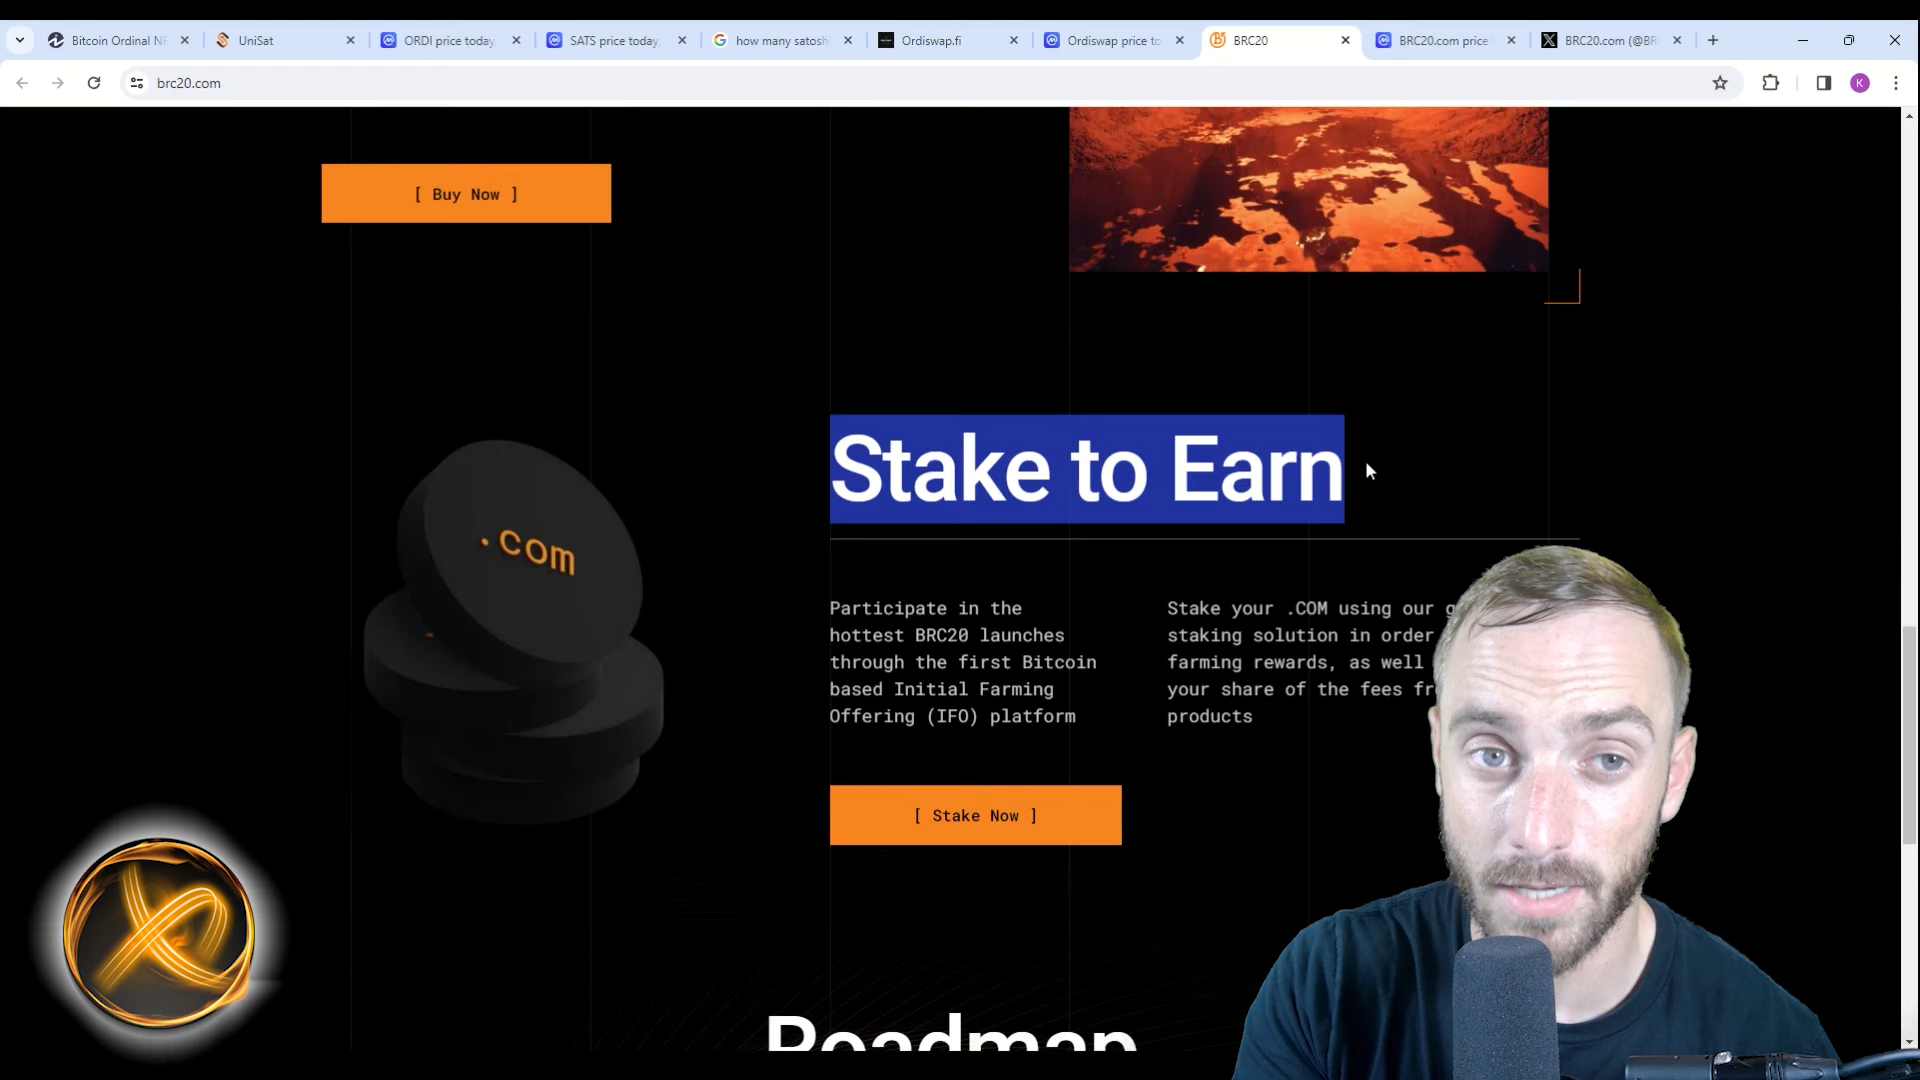 Bitcoin Ordinal NF
UniSat
ORDI price today,
SATS price today,
how many satoshi
Ordiswap.fi
Ordiswap price to
BRC20
BRC20.com price
BRC20.com (@BR
brc20.com
K
[ Buy Now ]
Stake to Earn
.com
Participate in the
hottest BRC20 launches
through the first Bitcoin
based Initial Farming
Offering (IFO) platform
Stake your .COM using our
staking solution in order
farming rewards, as well
your share of the fees
products
[ Stake Now ]
Roadmap